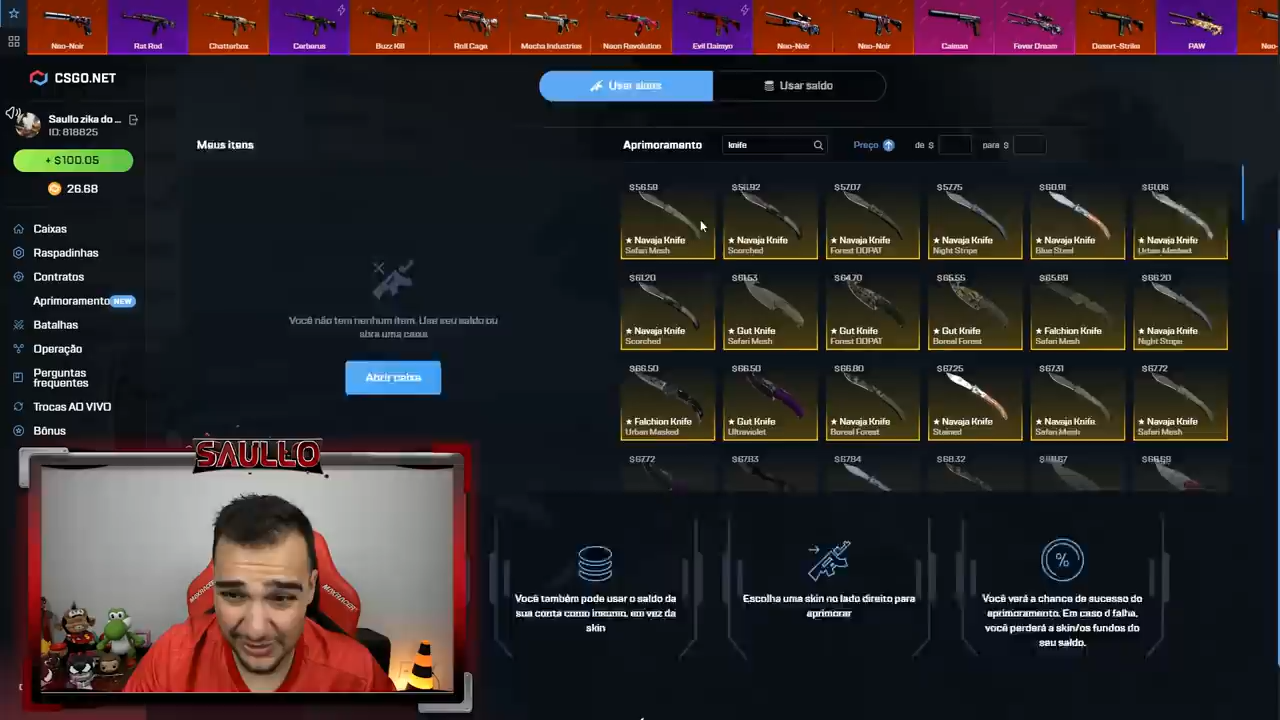 Neo-Noir
Rat Rod
Chatterbox
Cerberus
Buzz Kill
Roll Cage
Mecha Industries
Neon Revolution
Evil Daimyo
Neo-Noir
Neo-Noir
Caiman
Fever Dream
Desert-Strike
PAW
Neo-
CSGO.NET
Saullo zika do ...
ID: 818825
+ $100.05
26.68
Caixas
Raspadinhas
Contratos
Aprimoramento NEW
Batalhas
Operação
Perguntas
frequentes
Trocas AO VIVO
Bônus
Usar skins
Usar saldo
Meus itens
Aprimoramento
knife
Preço
de $
para $
Você não tem nenhum item. Use seu saldo ou
abra uma caixa
Abrir caixa
$56.59
★ Navaja Knife
Safari Mesh
$56.92
★ Navaja Knife
Scorched
$57.07
★ Navaja Knife
Forest DDPAT
$57.75
★ Navaja Knife
Night Stripe
$60.91
★ Navaja Knife
Blue Steel
$61.06
★ Navaja Knife
Urban Masked
$61.20
★ Navaja Knife
Scorched
$61.53
★ Gut Knife
Safari Mesh
$64.70
★ Gut Knife
Forest DDPAT
$65.55
★ Gut Knife
Boreal Forest
$65.69
★ Falchion Knife
Safari Mesh
$66.20
★ Navaja Knife
Night Stripe
$66.50
★ Falchion Knife
Urban Masked
$66.50
★ Gut Knife
Ultraviolet
$66.80
★ Navaja Knife
Boreal Forest
$67.25
★ Navaja Knife
Stained
$67.31
★ Navaja Knife
Safari Mesh
$67.72
★ Navaja Knife
Safari Mesh
$67.72
$67.83
$67.84
$68.32
Você também pode usar o saldo da
sua conta como insumo, em vez da
skin
Escolha uma skin no lado direito para
aprimorar
%
Você verá a chance de sucesso do
aprimoramento. Em caso d falha,
você perderá a skin/os fundos do
seu saldo.
SAULLO
MAXRACER
MAXRACER